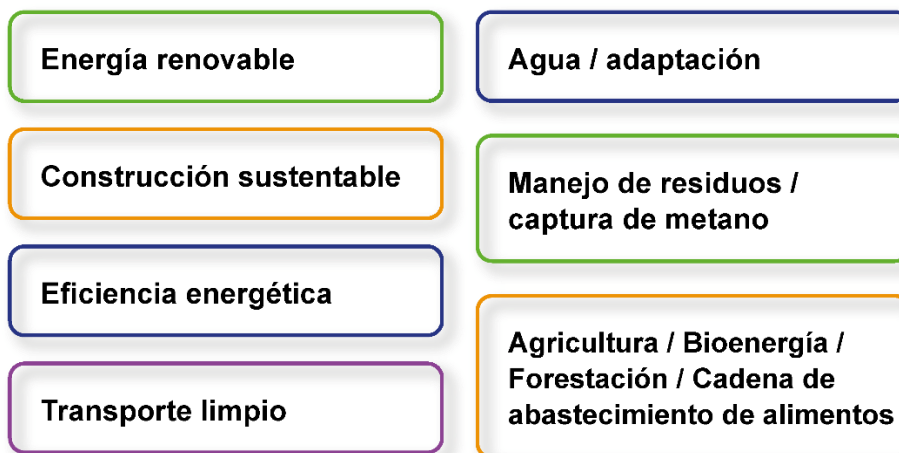 Energía renovable
Construcción sustentable
Eficiencia energética
Transporte limpio
Agua / adaptación
Manejo de residuos /
captura de metano
Agricultura / Bioenergía /
Forestación / Cadena de
abastecimiento de alimentos